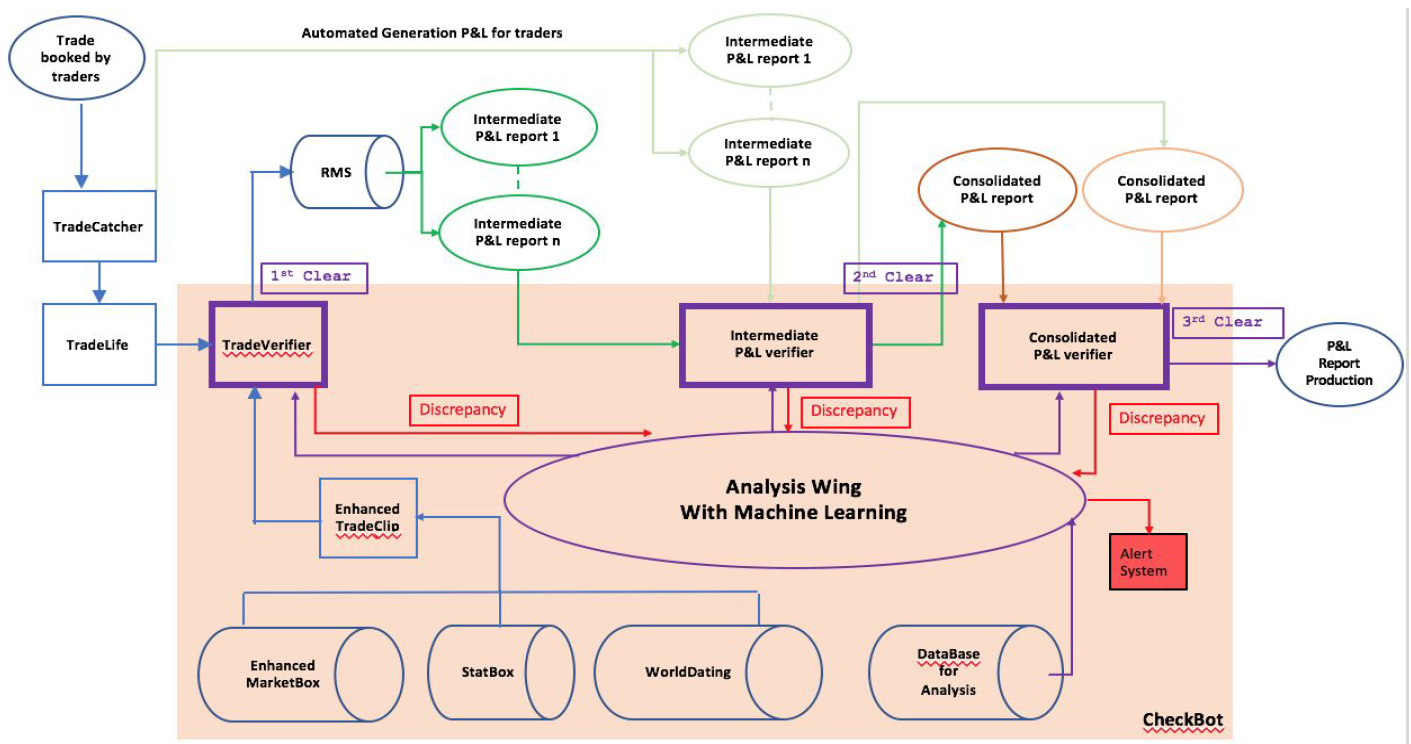 Trade
booked by
traders
Automated Generation P&L for traders
Intermediate
P&L report 1
Intermediate
P&L report 1
Intermediate
P&L report n
RMS
Consolidated
P&L report
Consolidated
P&L report
TradeCatcher
Intermediate
P&L report n
1st Clear
2nd Clear
3rd Clear
TradeLife
TradeVerifier
Intermediate
P&L verifier
Consolidated
P&L verifier
P&L
Report
Production
Discrepancy
Discrepancy
Discrepancy
Analysis Wing
With Machine Learning
Enhanced
TradeClip
Alert
System
Enhanced
MarketBox
StatBox
WorldDating
DataBase
for
Analysis
CheckBot